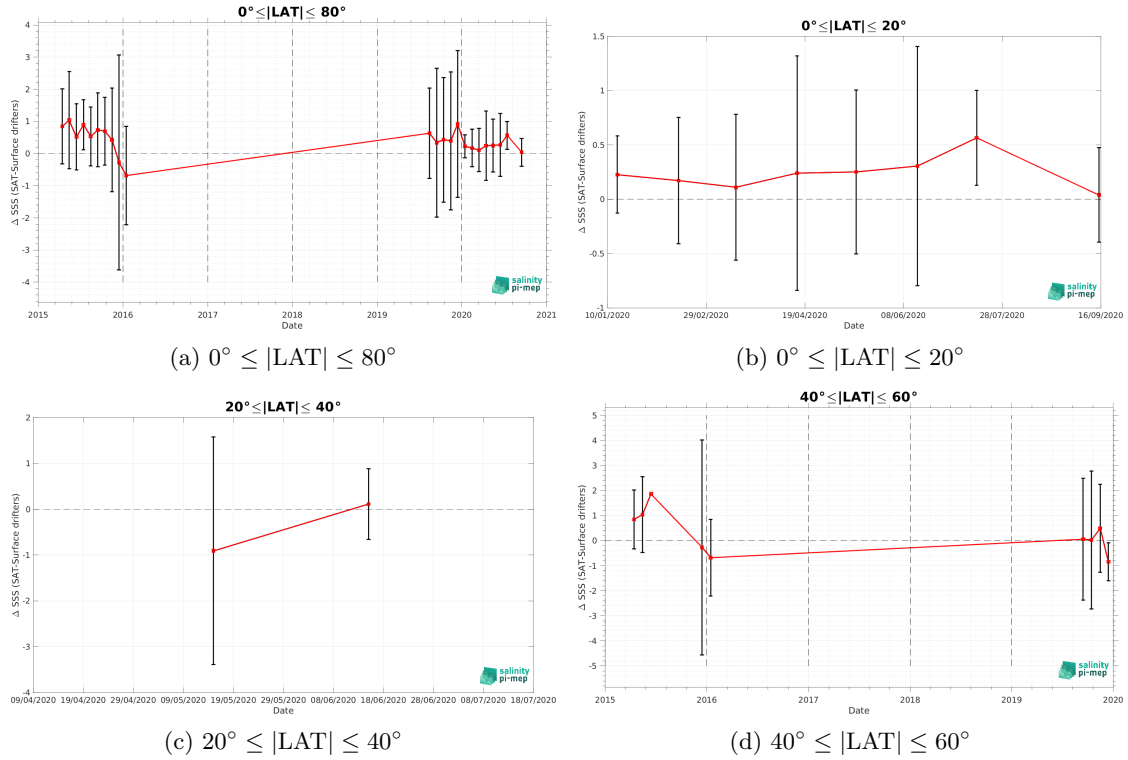 0°≤|LAT|≤ 80°
4
3
2
1
0
-1
-2
-3
-4
Δ SSS (SAT-Surface drifters)
2015 2016 2017 2018 2019 2020 2021
Date
salinity
pi-mep
(a) 0° ≤ |LAT| ≤ 80°
0°≤|LAT|≤ 20°
1.5
1
0.5
0
-0.5
-1
Δ SSS (SAT-Surface drifters)
10/01/2020 29/02/2020 19/04/2020 08/06/2020 28/07/2020 16/09/2020
Date
salinity
pi-mep
(b) 0° ≤ |LAT| ≤ 20°
20°≤|LAT|≤ 40°
2
1
0
-1
-2
-3
-4
Δ SSS (SAT-Surface drifters)
09/04/2020 19/04/2020 29/04/2020 09/05/2020 19/05/2020 29/05/2020 08/06/2020 18/06/2020 28/06/2020 08/07/2020 18/07/2020
Date
salinity
pi-mep
(c) 20° ≤ |LAT| ≤ 40°
40°≤|LAT|≤ 60°
5
4
3
2
1
0
-1
-2
-3
-4
-5
Δ SSS (SAT-Surface drifters)
2015 2016 2017 2018 2019 2020
Date
salinity
pi-mep
(d) 40° ≤ |LAT| ≤ 60°